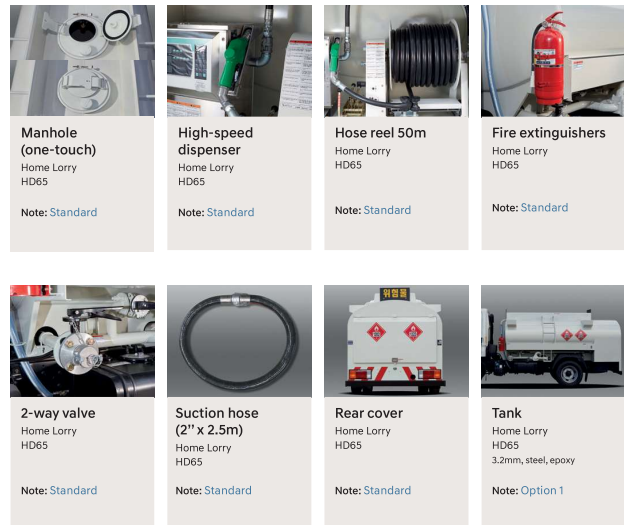 Manhole
(one-touch)
Home Lorry
HD65
Note: Standard
High-speed
dispenser
Home Lorry
HD65
Note: Standard
Hose reel 50m
Home Lorry
HD65
Note: Standard
Fire extinguishers
Home Lorry
HD65
Note: Standard
2-way valve
Home Lorry
HD65
Note: Standard
Suction hose
(2’’ x 2.5m)
Home Lorry
HD65
Note: Standard
위험물
Rear cover
Home Lorry
HD65
Note: Standard
Tank
Home Lorry
HD65
3.2mm, steel, epoxy
Note: Option 1